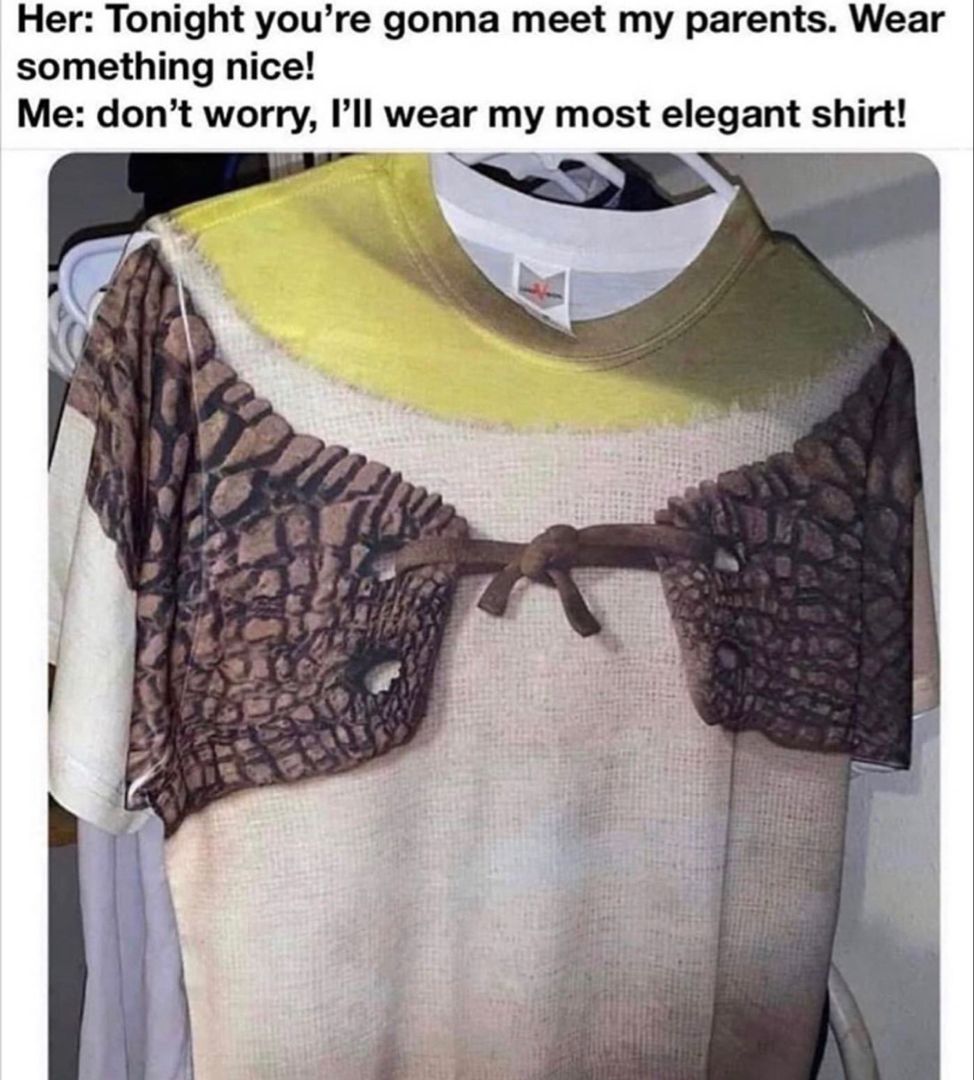 Her: Tonight you’re gonna meet my parents. Wear
something nice!
Me: don’t worry, I’ll wear my most elegant shirt!